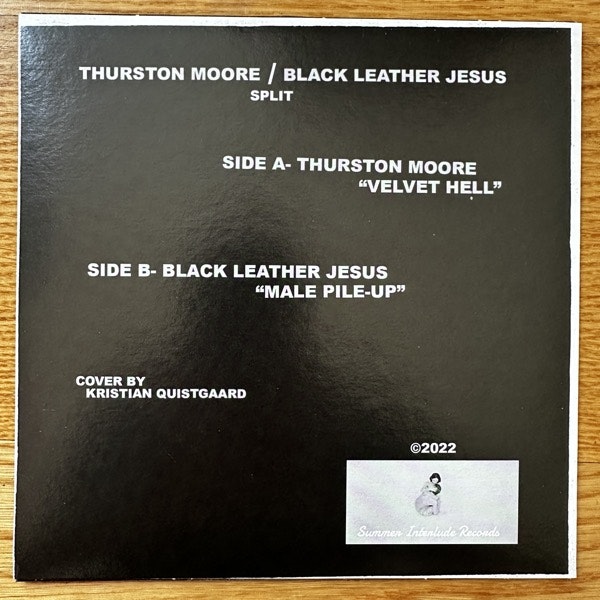 THURSTON MOORE / BLACK LEATHER JESUS
SPLIT
SIDE A- THURSTON MOORE
“VELVET HELL”
SIDE B- BLACK LEATHER JESUS
“MALE PILE-UP”
COVER BY
KRISTIAN QUISTGAARD
©2022
Summer Interlude Records